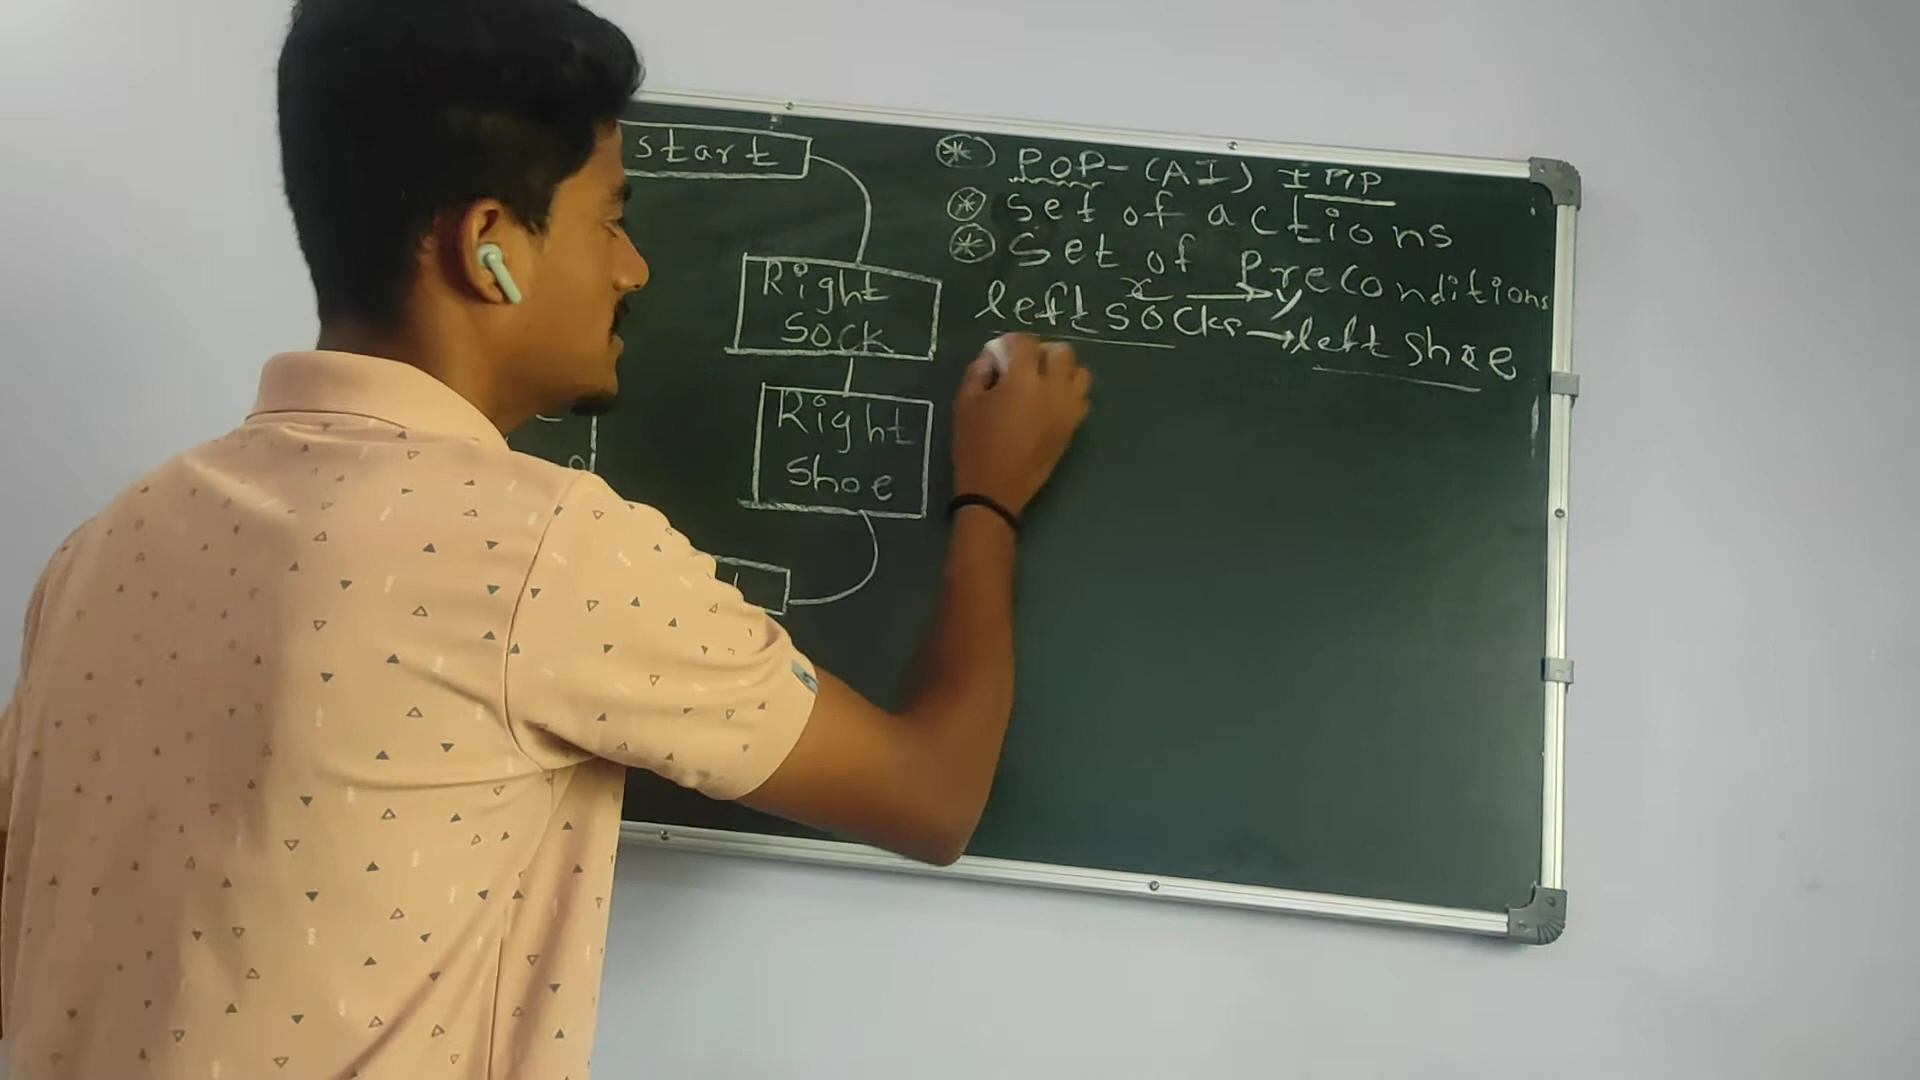 start
Right
Sock
Right
Shoe
POP-(AI) IMP
set of actions
Set of Preconditions
x → y
left socks → left shoe